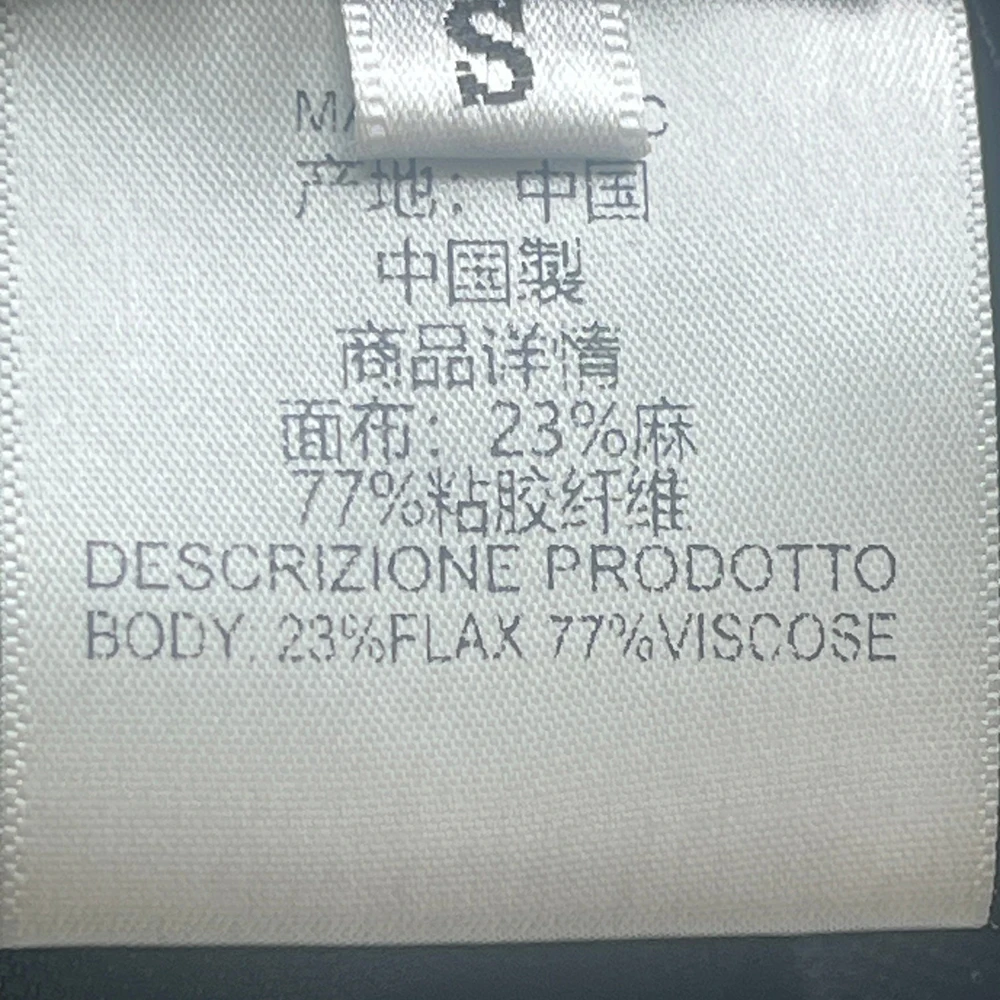 S
产地：中国
中国製
商品详情
面布：23%麻
77%粘胶纤维
DESCRIZIONE PRODOTTO
BODY: 23%FLAX 77%VISCOSE